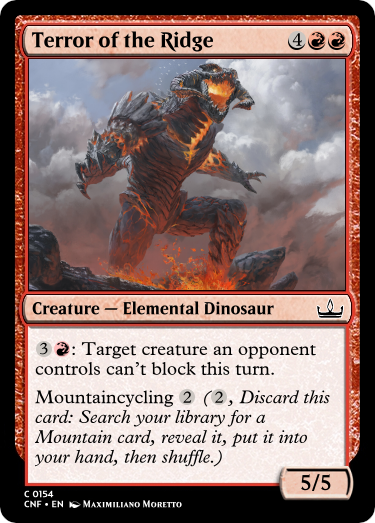 Terror of the Ridge 4
Creature — Elemental Dinosaur
3: Target creature an opponent
controls can't block this turn.
Mountaincycling 2 (2, Discard this
card: Search your library for a
Mountain card, reveal it, put it into
your hand, then shuffle.)
5/5
C 0154
CNF • EN Maximiliano Moretto